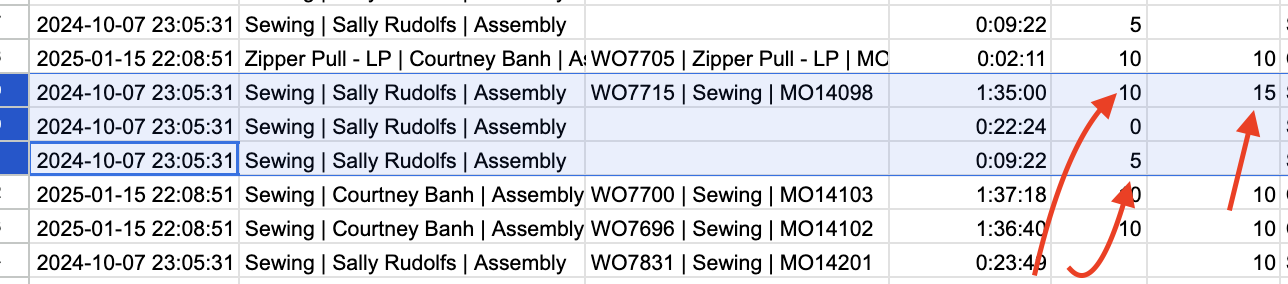 2024-10-07 23:05:31 Sewing | Sally Rudolfs | Assembly 0:09:22 5
2025-01-15 22:08:51 Zipper Pull - LP | Courtney Banh | As WO7705 | Zipper Pull - LP | MO 0:02:11 10 10
2024-10-07 23:05:31 Sewing | Sally Rudolfs | Assembly WO7715 | Sewing | MO14098 1:35:00 10 15
2024-10-07 23:05:31 Sewing | Sally Rudolfs | Assembly 0:22:24 0
2024-10-07 23:05:31 Sewing | Sally Rudolfs | Assembly 0:09:22 5
2025-01-15 22:08:51 Sewing | Courtney Banh | Assembly WO7700 | Sewing | MO14103 1:37:18 10
2025-01-15 22:08:51 Sewing | Courtney Banh | Assembly WO7696 | Sewing | MO14102 1:36:40 10 10
2024-10-07 23:05:31 Sewing | Sally Rudolfs | Assembly WO7831 | Sewing | MO14201 0:23:49 10